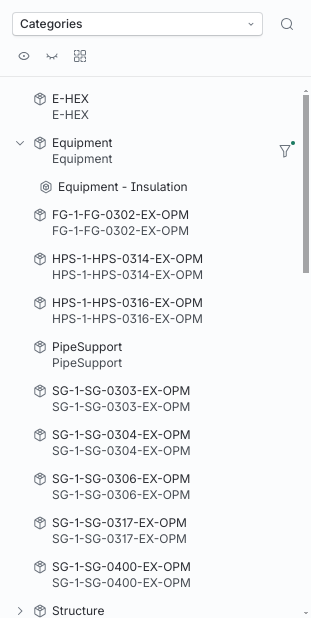 Categories
E-HEX
E-HEX
Equipment
Equipment
Equipment - Insulation
FG-1-FG-0302-EX-OPM
FG-1-FG-0302-EX-OPM
HPS-1-HPS-0314-EX-OPM
HPS-1-HPS-0314-EX-OPM
HPS-1-HPS-0316-EX-OPM
HPS-1-HPS-0316-EX-OPM
PipeSupport
PipeSupport
SG-1-SG-0303-EX-OPM
SG-1-SG-0303-EX-OPM
SG-1-SG-0304-EX-OPM
SG-1-SG-0304-EX-OPM
SG-1-SG-0306-EX-OPM
SG-1-SG-0306-EX-OPM
SG-1-SG-0317-EX-OPM
SG-1-SG-0317-EX-OPM
SG-1-SG-0400-EX-OPM
SG-1-SG-0400-EX-OPM
Structure